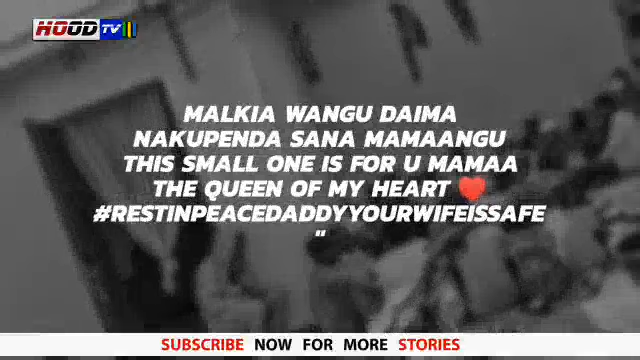 HOOD TV
MALKIA WANGU DAIMA
NAKUPENDA SANA MAMAANGU
THIS SMALL ONE IS FOR U MAMAA
THE QUEEN OF MY HEART ❤️
#RESTINPEACEDADDYYOURWIFEISSAFE
"
SUBSCRIBE NOW FOR MORE STORIES